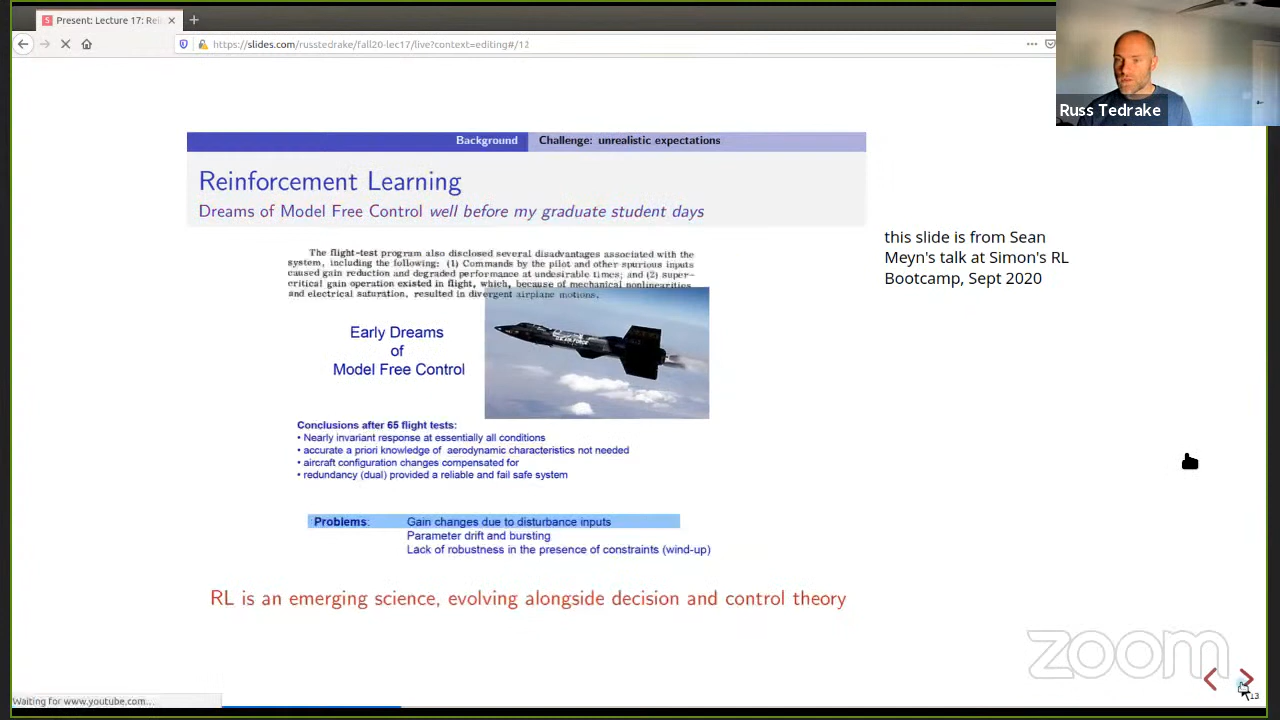 Present: Lecture 17: Rei
https://slides.com/russtedrake/fall20-lec17/live?context=editing#/12
Russ Tedrake
Background
Challenge: unrealistic expectations
Reinforcement Learning
Dreams of Model Free Control well before my graduate student days
this slide is from Sean
Meyn's talk at Simon's RL
Bootcamp, Sept 2020
The flight-test program also disclosed several disadvantages associated with the
system, including the following: (1) Commands by the pilot and other spurious inputs
caused gain reduction and degraded performance at undesirable times; and (2) super-
critical gain operation existed in flight, which, because of mechanical nonlinearities
and electrical saturation, resulted in divergent airplane motions.
Early Dreams
of
Model Free Control
U.S. AIR FORCE
Conclusions after 65 flight tests:
• Nearly invariant response at essentially all conditions
• accurate a priori knowledge of aerodynamic characteristics not needed
• aircraft configuration changes compensated for
• redundancy (dual) provided a reliable and fail safe system
Problems: Gain changes due to disturbance inputs
Parameter drift and bursting
Lack of robustness in the presence of constraints (wind-up)
RL is an emerging science, evolving alongside decision and control theory
zoom
13
Waiting for www.youtube.com...